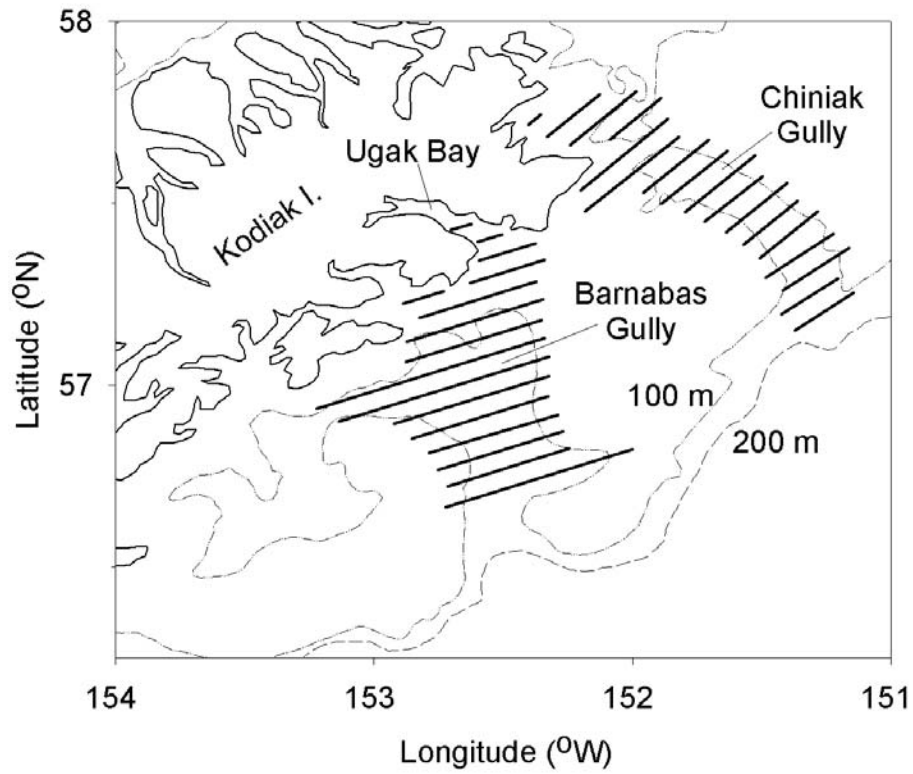 58
Chiniak
Gully
Ugak Bay
Kodiak I.
Barnabas
Gully
Latitude (ºN)
57
100 m
200 m
154
153
152
151
Longitude (ºW)